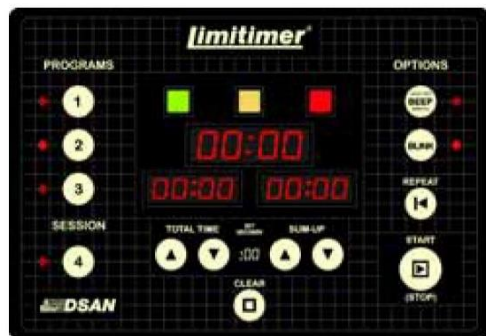 limitimer®
PROGRAMS
OPTIONS
1
BEEP
2
BLINK
00:00
3
00:00 00:00
REPEAT
SESSION
TOTAL TIME
SUM-UP
START
4
:00
CLEAR
DSAN
(STOP)